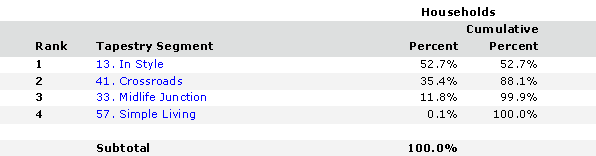 Households
Cumulative
Rank Tapestry Segment Percent Percent
1 13. In Style 52.7% 52.7%
2 41. Crossroads 35.4% 88.1%
3 33. Midlife Junction 11.8% 99.9%
4 57. Simple Living 0.1% 100.0%
Subtotal 100.0%